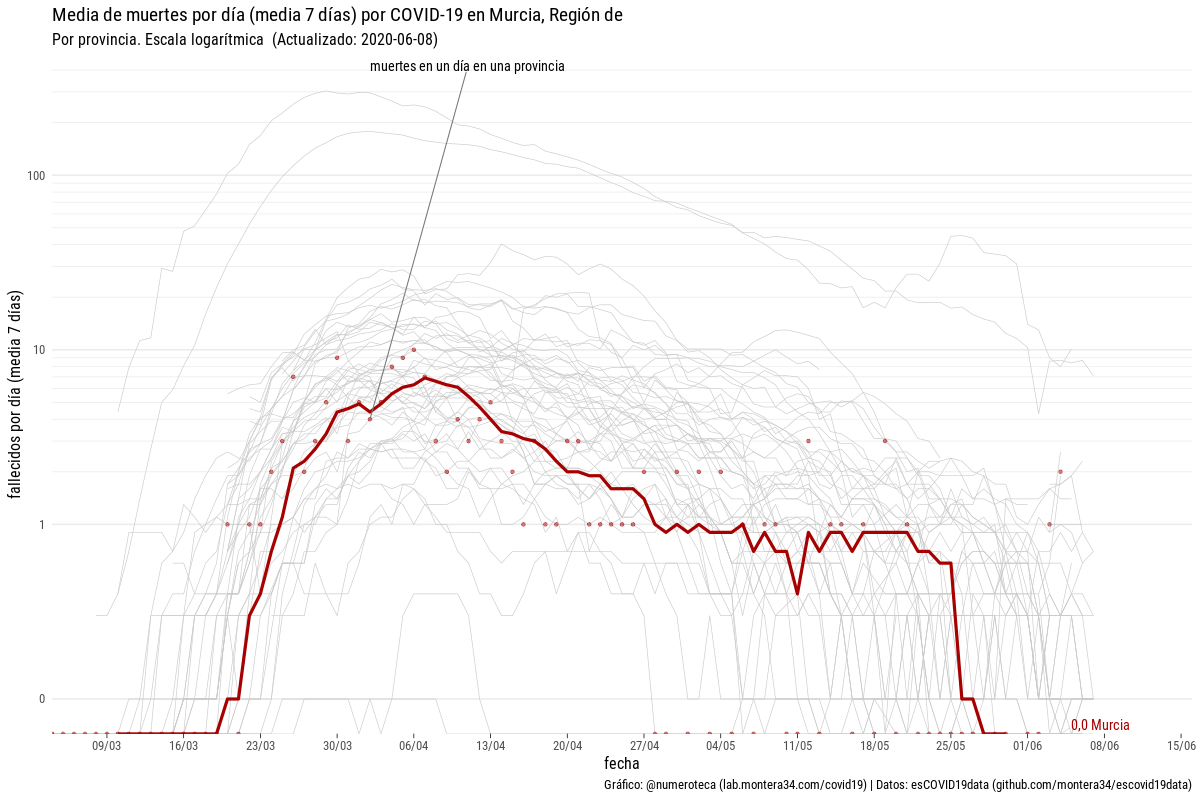 Media de muertes por día (media 7 días) por COVID-19 en Murcia, Región de
Por provincia. Escala logarítmica  (Actualizado: 2020-06-08)
muertes en un día en una provincia
fallecidos por día (media 7 días)
100
10
1
0
0,0 Murcia
09/03 16/03 23/03 30/03 06/04 13/04 20/04 27/04 04/05 11/05 18/05 25/05 01/06 08/06 15/06
fecha
Gráfico: @numeroteca (lab.montera34.com/covid19) | Datos: esCOVID19data (github.com/montera34/escovid19data)